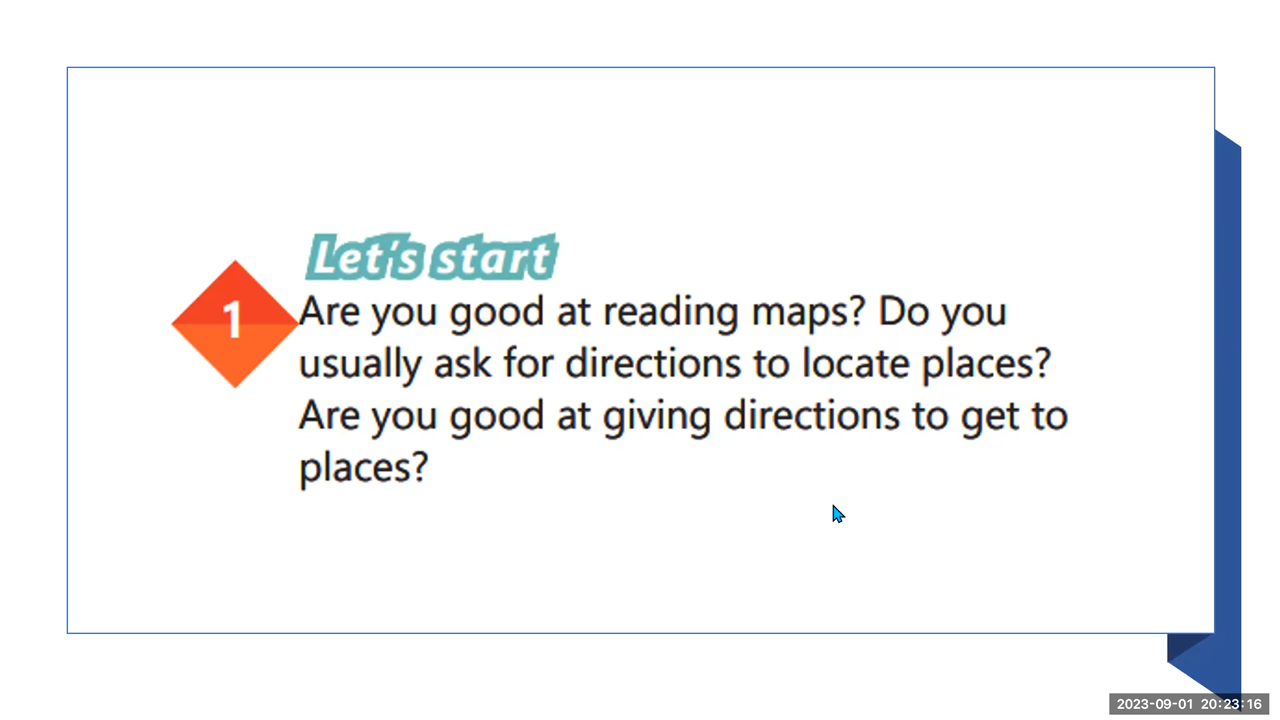 Let's start
1
Are you good at reading maps? Do you
usually ask for directions to locate places?
Are you good at giving directions to get to
places?
2023-09-01 20:23:16